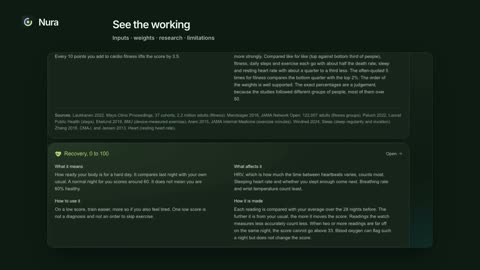 Nura
See the working
Inputs · weights · research · limitations
Every 10 points you add to cardio fitness lifts the score by 3.5.
more strongly. Compared like for like (top against bottom third of people),
fitness, daily steps and exercise each go with about half the death rate; sleep
and resting heart rate with about a quarter to a third less. The often-quoted 5
times for fitness compares the bottom quarter with the top 2%. The order of
the weights is well supported. The exact percentages are a judgement,
because the studies followed different groups of people, most of them over
50.
Sources: Laukkanen 2022, Mayo Clinic Proceedings, 37 cohorts, 2.2 million adults (fitness). Mandsager 2018, JAMA Network Open, 122,007 adults (fitness). Paluch 2022, Lancet
Public Health (steps). Ekelund 2019, BMJ (device-measured exercise). Arem 2015, JAMA Internal Medicine (exercise minutes). Windred 2024, Sleep (sleep regularity and duration).
Zhang 2016, CMAJ, and Jensen 2013, Heart (resting heart rate).
Recovery, 0 to 100
Open →
What it means
How ready your body is for a hard day. It compares last night with your own
usual. A normal night for you scores around 60. It does not mean you are
60% healthy.
How to use it
On a low score, train easier, more so if you also feel tired. One low score is
not a diagnosis and not an order to skip exercise.
What affects it
HRV, which is how much the time between heartbeats varies, counts most.
Sleeping heart rate and whether you slept enough come next. Breathing rate
and wrist temperature count least.
How it is made
Each reading is compared with your average over the 28 nights before. The
further it is from your usual, the more it moves the score. Readings the watch
measures less accurately count less. When two or more readings are far off
on the same night, the score cannot go above 33. Blood oxygen can flag such
a night but does not change the score.